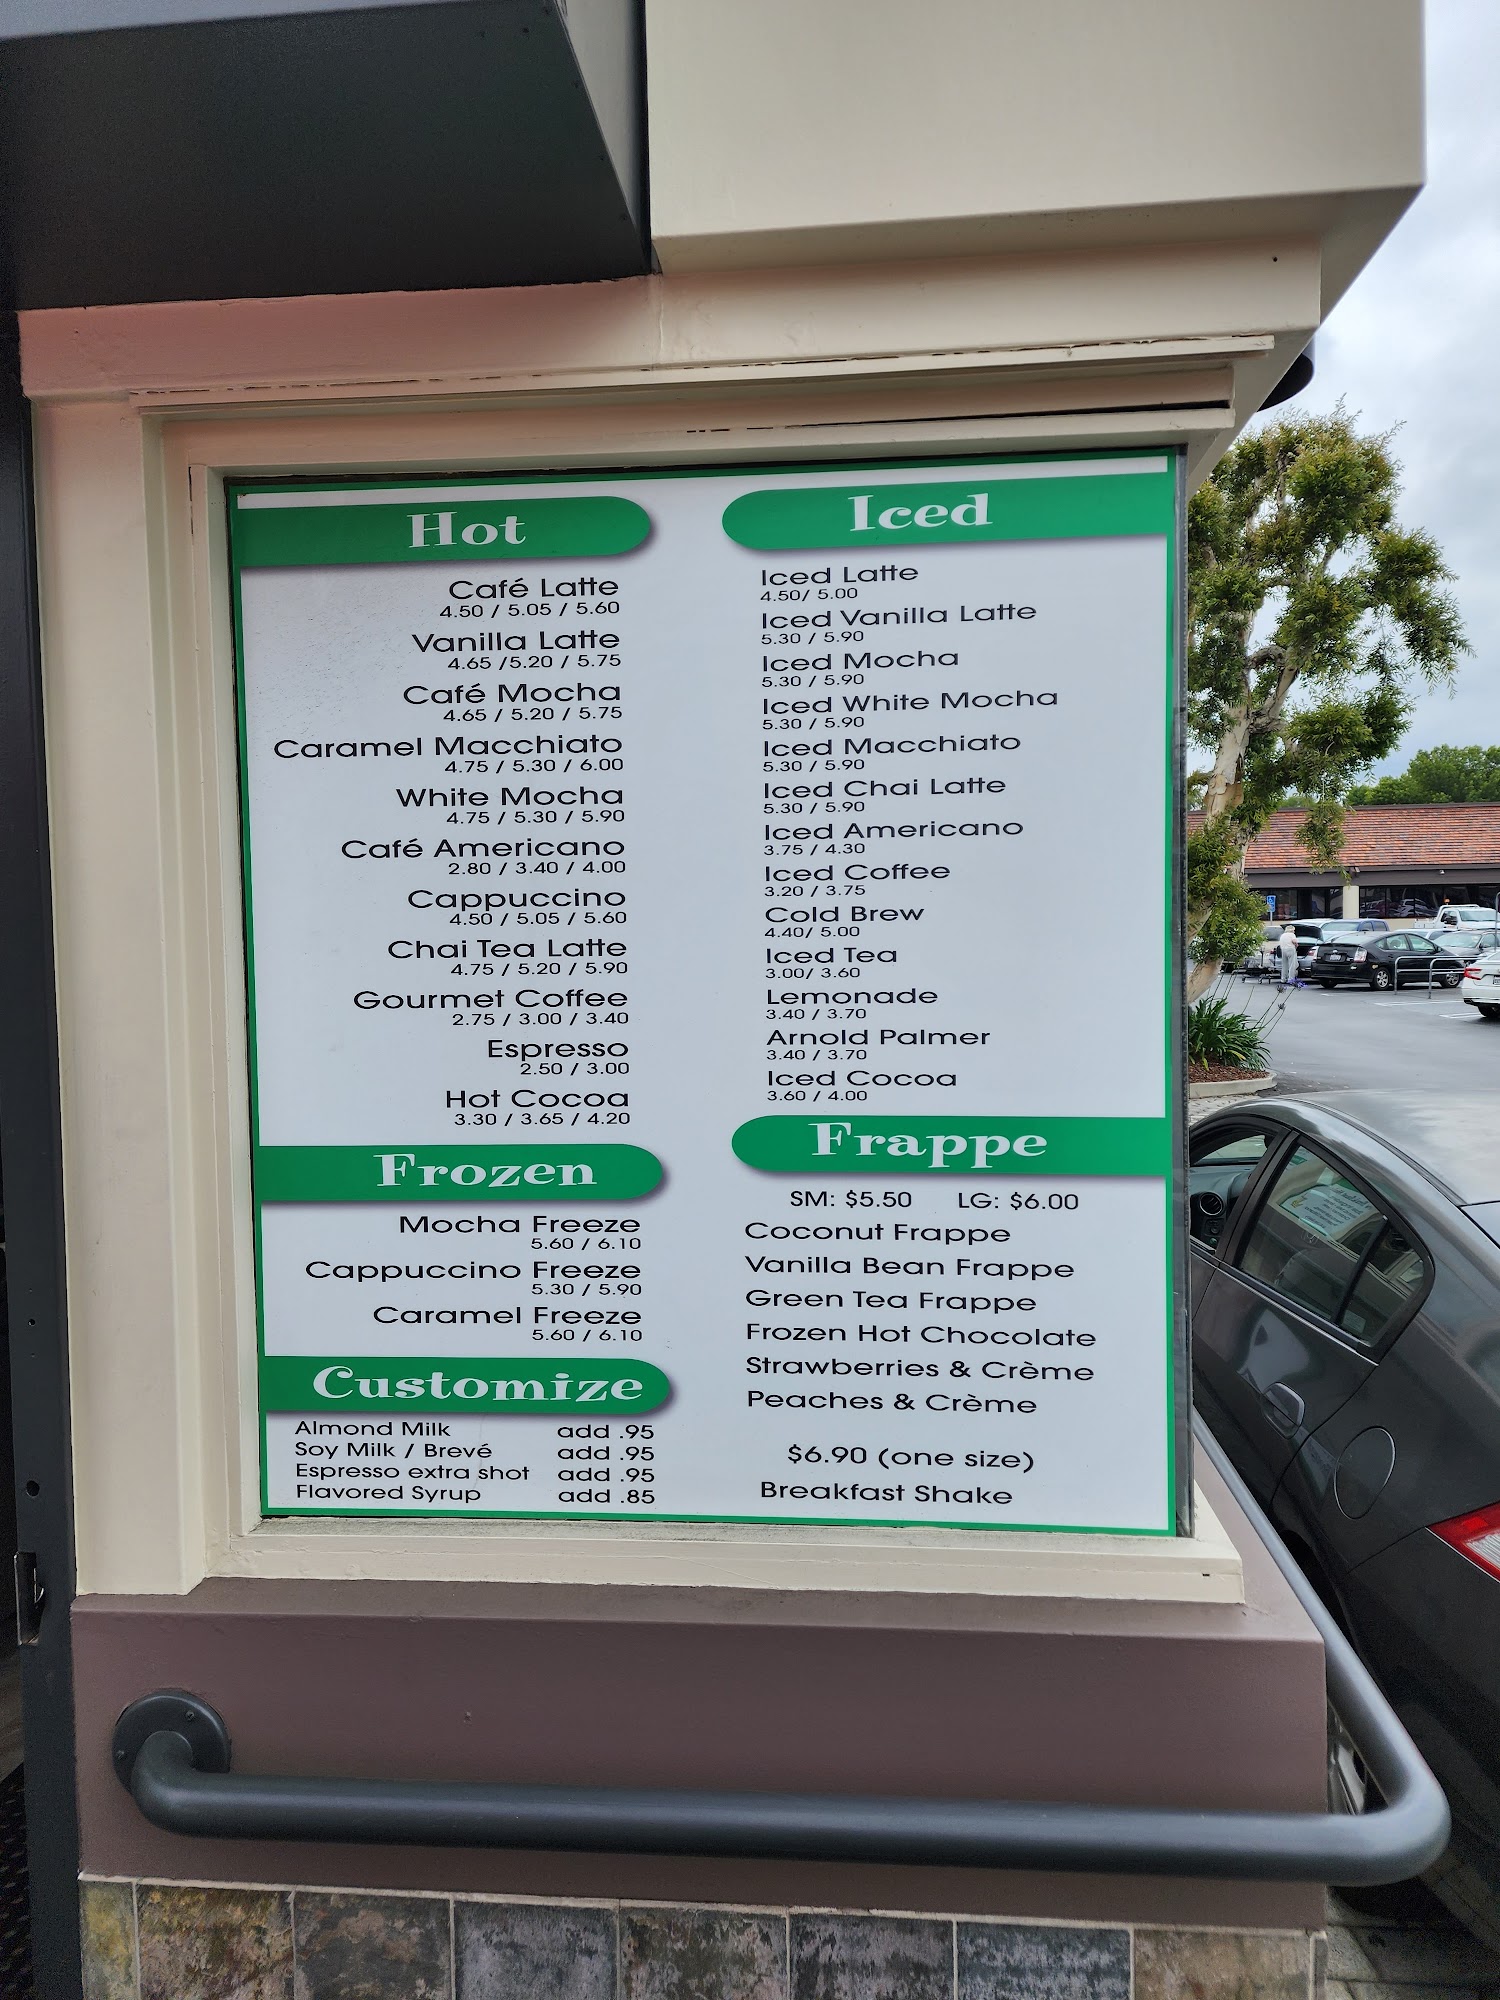 Hot
Café Latte
4.50 / 5.05 / 5.60
Vanilla Latte
4.65 /5.20 / 5.75
Café Mocha
4.65 / 5.20 / 5.75
Caramel Macchiato
4.75 / 5.30 / 6.00
White Mocha
4.75 / 5.30 / 5.90
Café Americano
2.80 / 3.40 / 4.00
Cappuccino
4.50 / 5.05 / 5.60
Chai Tea Latte
4.75 / 5.20 / 5.90
Gourmet Coffee
2.75 / 3.00 / 3.40
Espresso
2.50 / 3.00
Hot Cocoa
3.30 / 3.65 / 4.20
Frozen
Mocha Freeze
5.60 / 6.10
Cappuccino Freeze
5.30 / 5.90
Caramel Freeze
5.60 / 6.10
Customize
Almond Milk add .95
Soy Milk / Brevé add .95
Espresso extra shot add .95
Flavored Syrup add .85
Iced
Iced Latte
4.50/ 5.00
Iced Vanilla Latte
5.30 / 5.90
Iced Mocha
5.30 / 5.90
Iced White Mocha
5.30 / 5.90
Iced Macchiato
5.30 / 5.90
Iced Chai Latte
5.30 / 5.90
Iced Americano
3.75 / 4.30
Iced Coffee
3.20 / 3.75
Cold Brew
4.40/ 5.00
Iced Tea
3.00/ 3.60
Lemonade
3.40 / 3.70
Arnold Palmer
3.40 / 3.70
Iced Cocoa
3.60 / 4.00
Frappe
SM: $5.50 LG: $6.00
Coconut Frappe
Vanilla Bean Frappe
Green Tea Frappe
Frozen Hot Chocolate
Strawberries & Crème
Peaches & Crème
$6.90 (one size)
Breakfast Shake